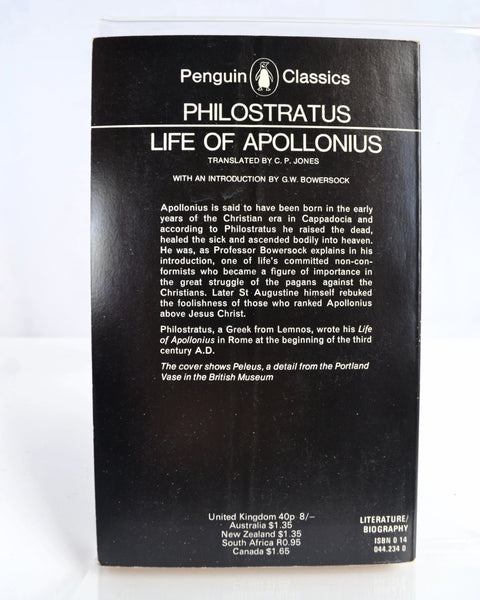 Penguin Classics
PHILOSTRATUS
LIFE OF APOLLONIUS
TRANSLATED BY C. P. JONES
WITH AN INTRODUCTION BY G.W. BOWERSOCK
Apollonius is said to have been born in the early
years of the Christian era in Cappadocia and
according to Philostratus he raised the dead,
healed the sick and ascended bodily into heaven.
He was, as Professor Bowersock explains in his
introduction, one of life's committed non-con-
formists who became a figure of importance in
the great struggle of the pagans against the
Christians. Later St Augustine himself rebuked
the foolishness of those who ranked Apollonius
above Jesus Christ.
Philostratus, a Greek from Lemnos, wrote his Life
of Apollonius in Rome at the beginning of the third
century A.D.
The cover shows Peleus, a detail from the Portland
Vase in the British Museum
United Kingdom 40p 8/–
Australia $1.35
New Zealand $1.35
South Africa R0.95
Canada $1.65
LITERATURE/
BIOGRAPHY
ISBN 0 14
044.234 0